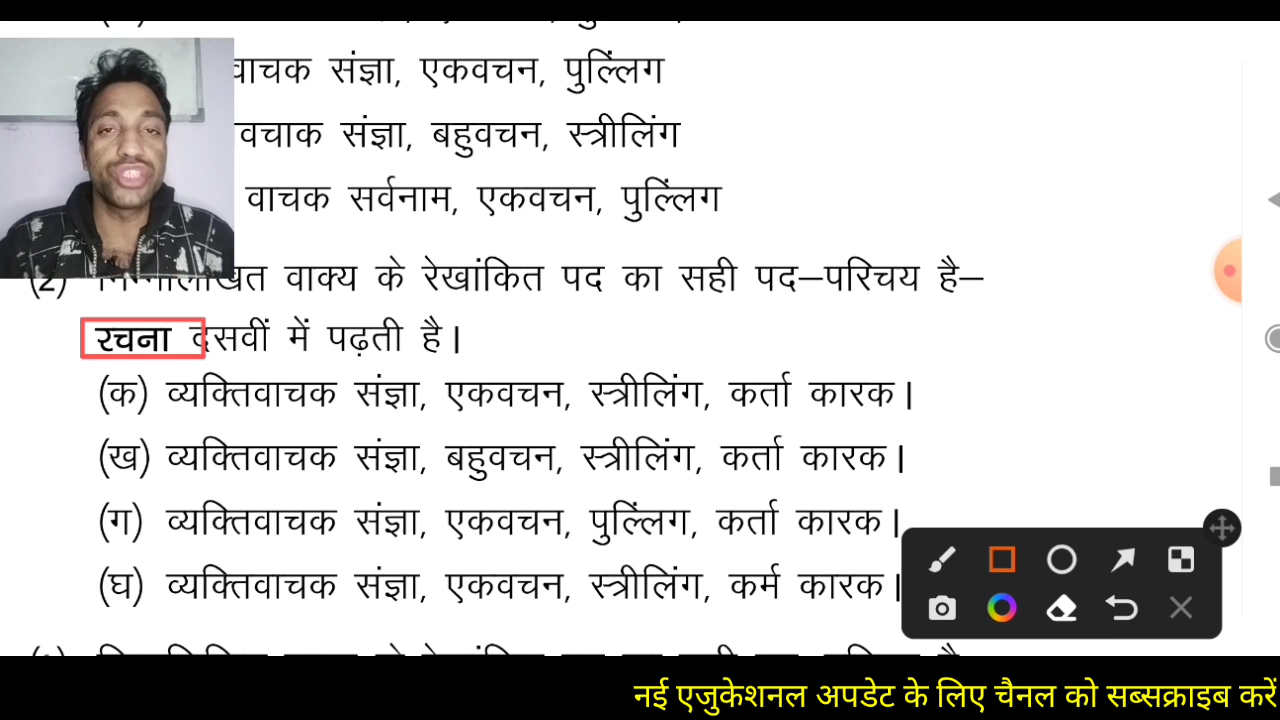 वाचक संज्ञा, एकवचन, पुल्लिंग
वचाक संज्ञा, बहुवचन, स्त्रीलिंग
वाचक सर्वनाम, एकवचन, पुल्लिंग
(2) निम्नलिखित वाक्य के रेखांकित पद का सही पद–परिचय है–
रचना दसवीं में पढ़ती है।
(क) व्यक्तिवाचक संज्ञा, एकवचन, स्त्रीलिंग, कर्ता कारक।
(ख) व्यक्तिवाचक संज्ञा, बहुवचन, स्त्रीलिंग, कर्ता कारक।
(ग) व्यक्तिवाचक संज्ञा, एकवचन, पुल्लिंग, कर्ता कारक।
(घ) व्यक्तिवाचक संज्ञा, एकवचन, स्त्रीलिंग, कर्म कारक।
नई एजुकेशनल अपडेट के लिए चैनल को सब्सक्राइब करें